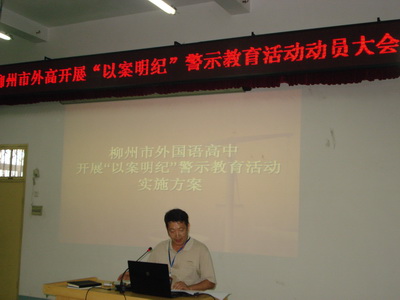 柳州市外高开展“以案明纪”警示教育活动动员大会
柳州市外国语高中
开展“以案明纪”警示教育活动
实施方案